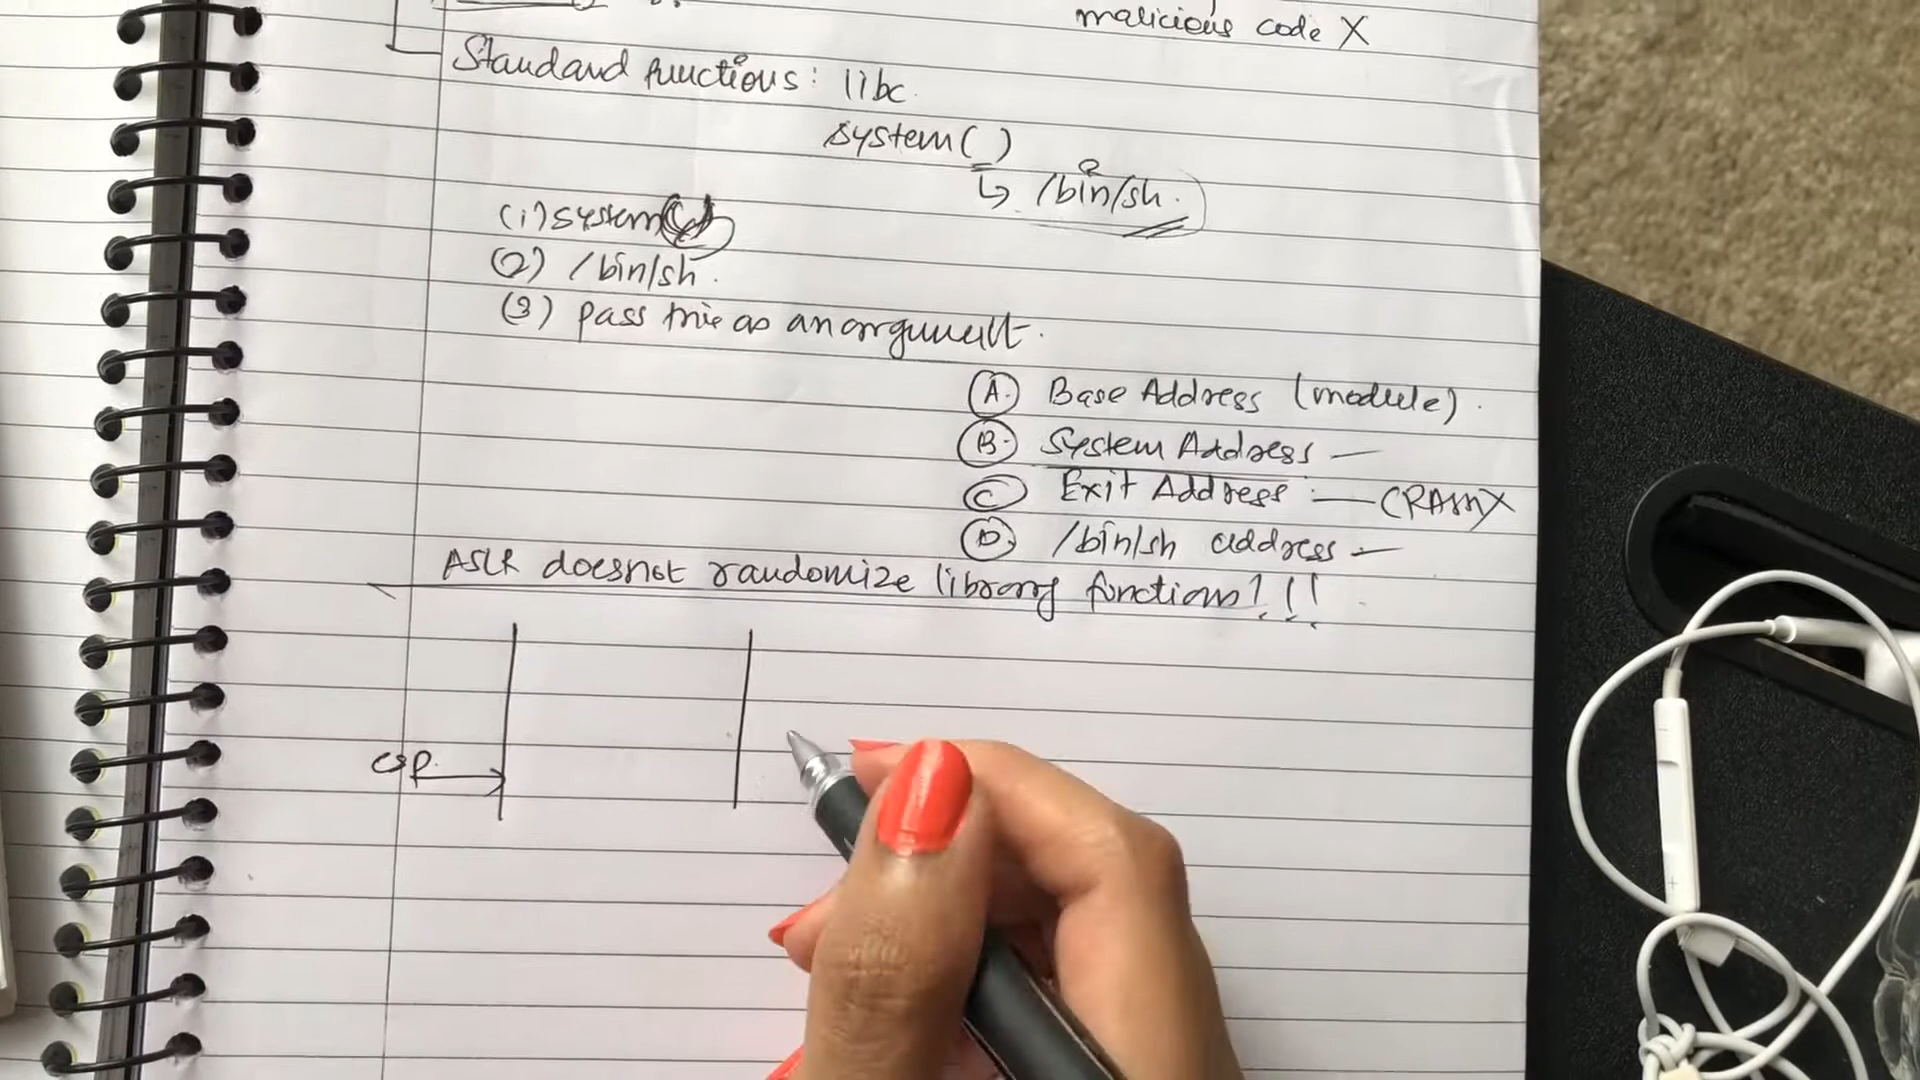 malicious code X
Standard functions: libc.
system( )
↳ /bin/sh.
(1) system
(2) /bin/sh.
(3) pass this as an argument.
(A.) Base Address (module).
(B.) System Address —
(C) Exit Address : — CRASH X
(D.) /bin/sh address —
ASLR doesnot randomize library functions!!!
esp.